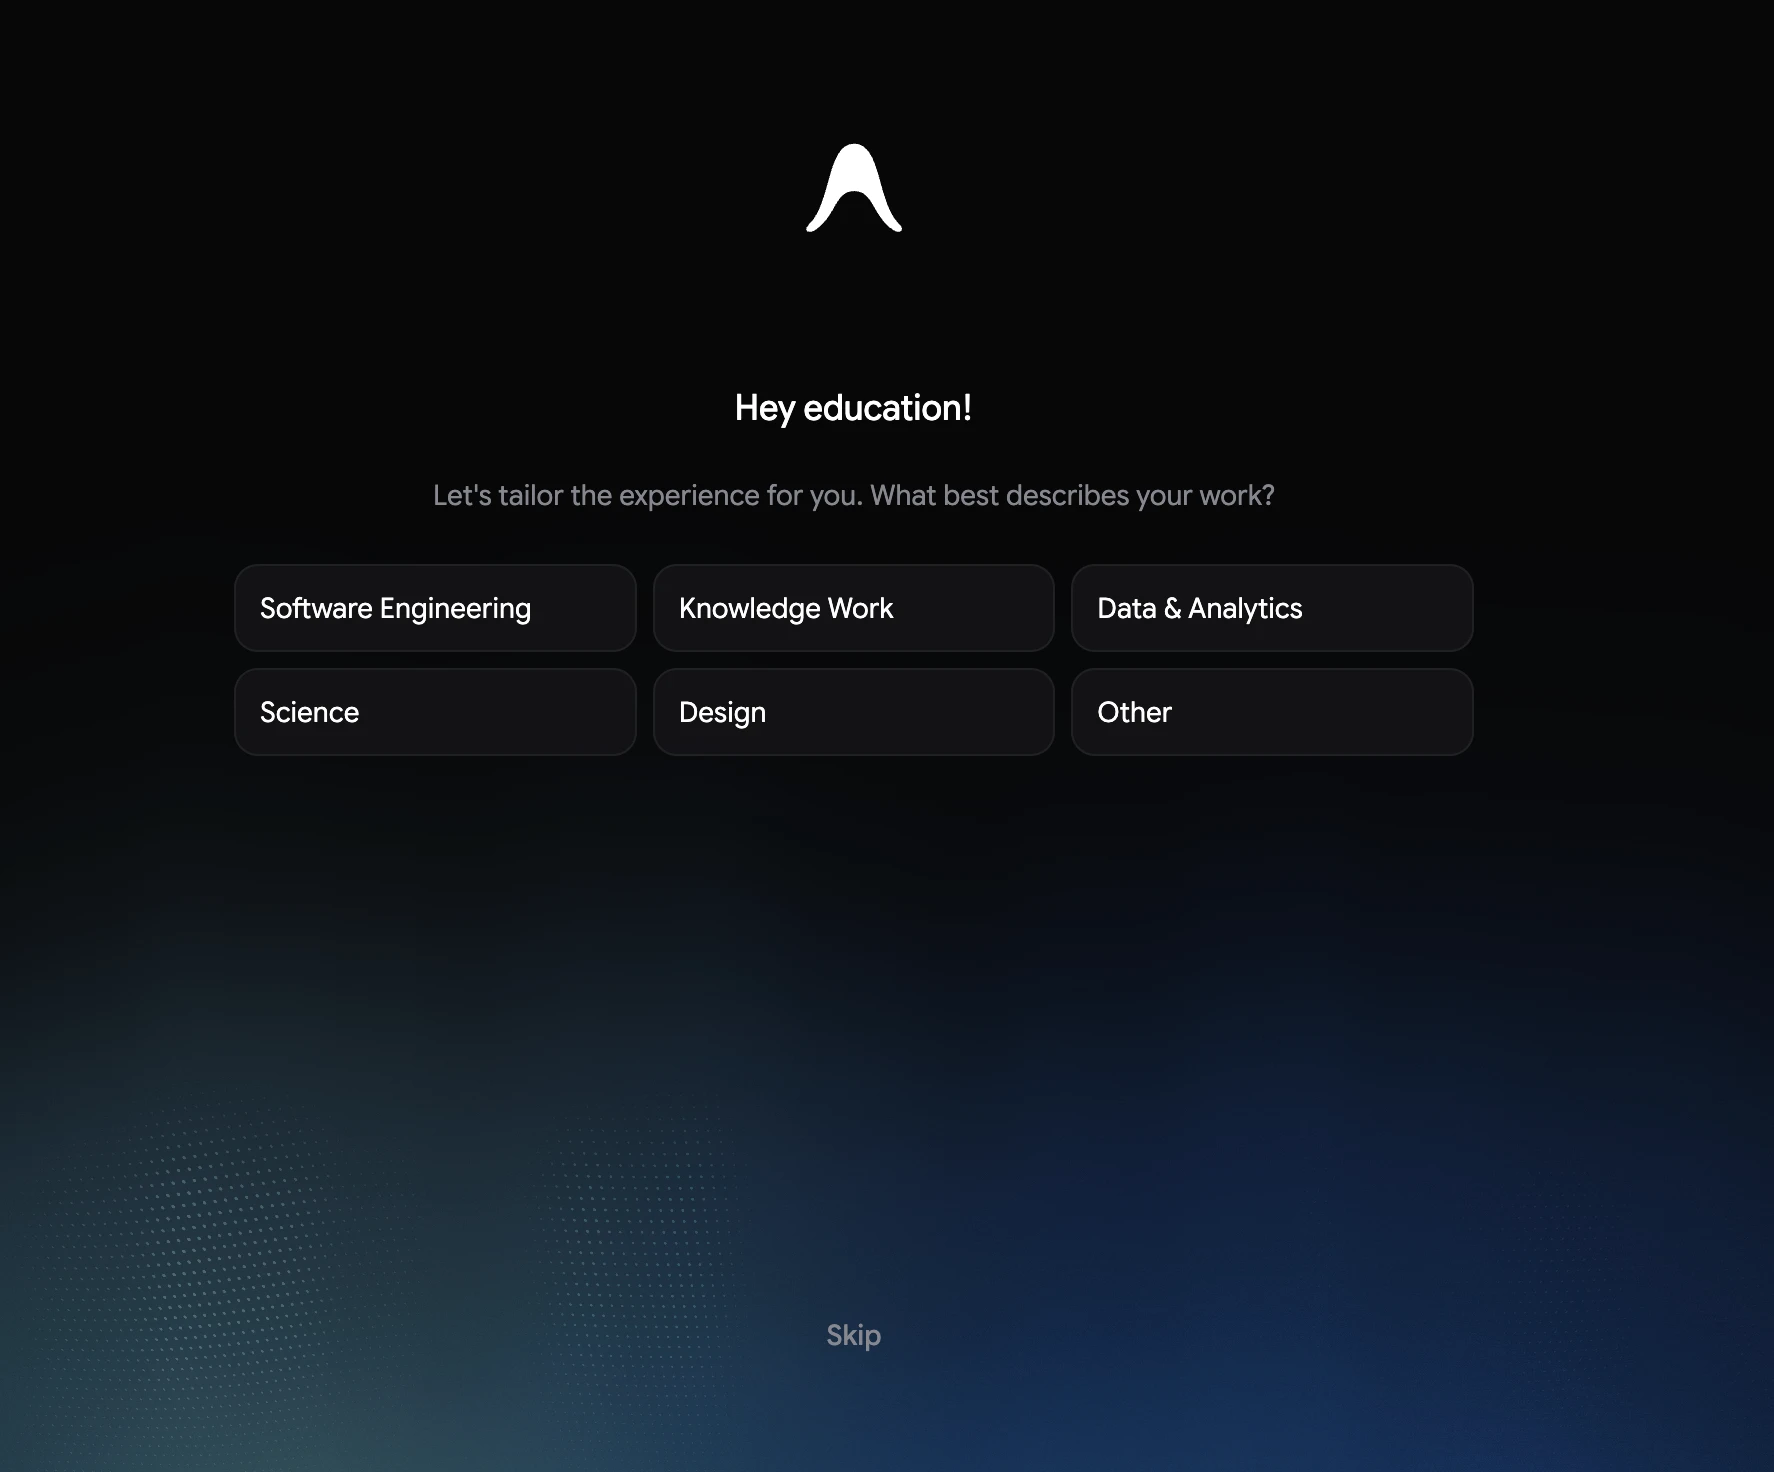 Hey education!
Let's tailor the experience for you. What best describes your work?
Software Engineering
Knowledge Work
Data & Analytics
Science
Design
Other
Skip